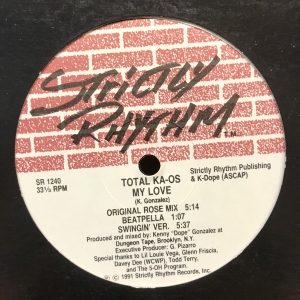 STRICTLY
RHYTHM T.M.
SR 1240
33⅓ RPM
TOTAL KA-OS
MY LOVE
(K. Gonzalez)
Strictly Rhythm Publishing
& K-Dope (ASCAP)
ORIGINAL ROSE MIX 5:14
BEATPELLA 1:07
SWINGIN' VER. 5:37
Produced and mixed by: Kenny "Dope" Gonzalez at
Dungeon Tape, Brooklyn, N.Y.
Executive Producer: G. Pizarro
Special thanks to Lil Louie Vega, Glenn Friscia,
Davey Dee (WCWP), Todd Terry, and
The 5-OH Program.
℗ © 1991 Strictly Rhythm Records, Inc.